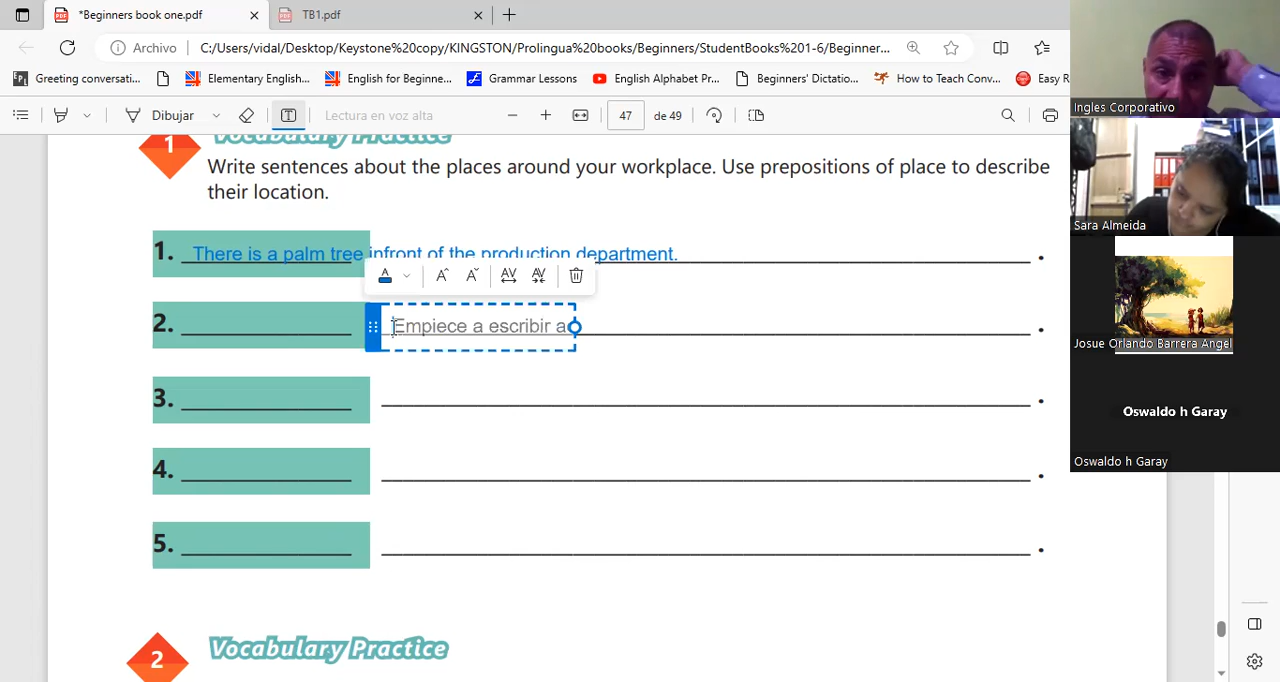 *Beginners book one.pdf
TB1.pdf
Archivo
C:/Users/vidal/Desktop/Keystone%20copy/KINGSTON/Prolingua%20books/Beginners/StudentBooks%201-6/Beginner...
Greeting conversati...
Elementary English...
English for Beginne...
Grammar Lessons
English Alphabet Pr...
Beginners' Dictatio...
How to Teach Conv...
Easy R
Dibujar
Lectura en voz alta
47
de 49
1
Vocabulary Practice
Write sentences about the places around your workplace. Use prepositions of place to describe
their location.
1. There is a palm tree infront of the production department. .
2. Empiece a escribir a .
3. .
4. .
5. .
2
Vocabulary Practice
Ingles Corporativo
Sara Almeida
Josue Orlando Barrera Angel
Oswaldo h Garay
Oswaldo h Garay